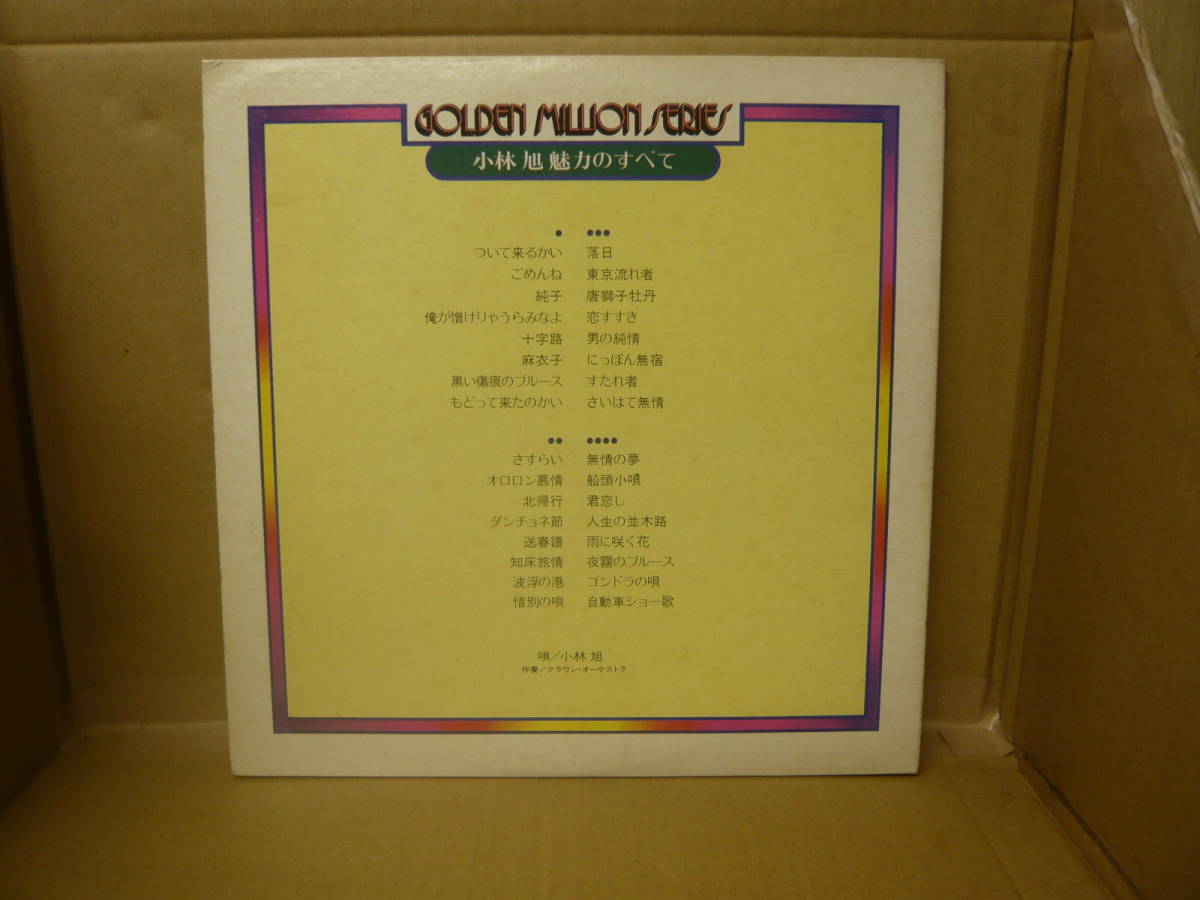 GOLDEN MILLION SERIES
小林 旭 魅力のすべて
●
ついて来るかい
ごめんね
純子
俺が憎けりゃうらみなよ
十字路
麻衣子
黒い傷痕のブルース
もどって来たのかい
●●
さすらい
オロロン慕情
北帰行
ダンチョネ節
送春譜
知床旅情
波浮の港
惜別の唄
●●●
落日
東京流れ者
唐獅子牡丹
恋すすき
男の純情
にっぽん無宿
すたれ者
さいはて無情
●●●●
無情の夢
船頭小唄
君恋し
人生の並木路
雨に咲く花
夜霧のブルース
ゴンドラの唄
自動車ショー歌
唄／小林 旭
伴奏／クラウン・オーケストラ